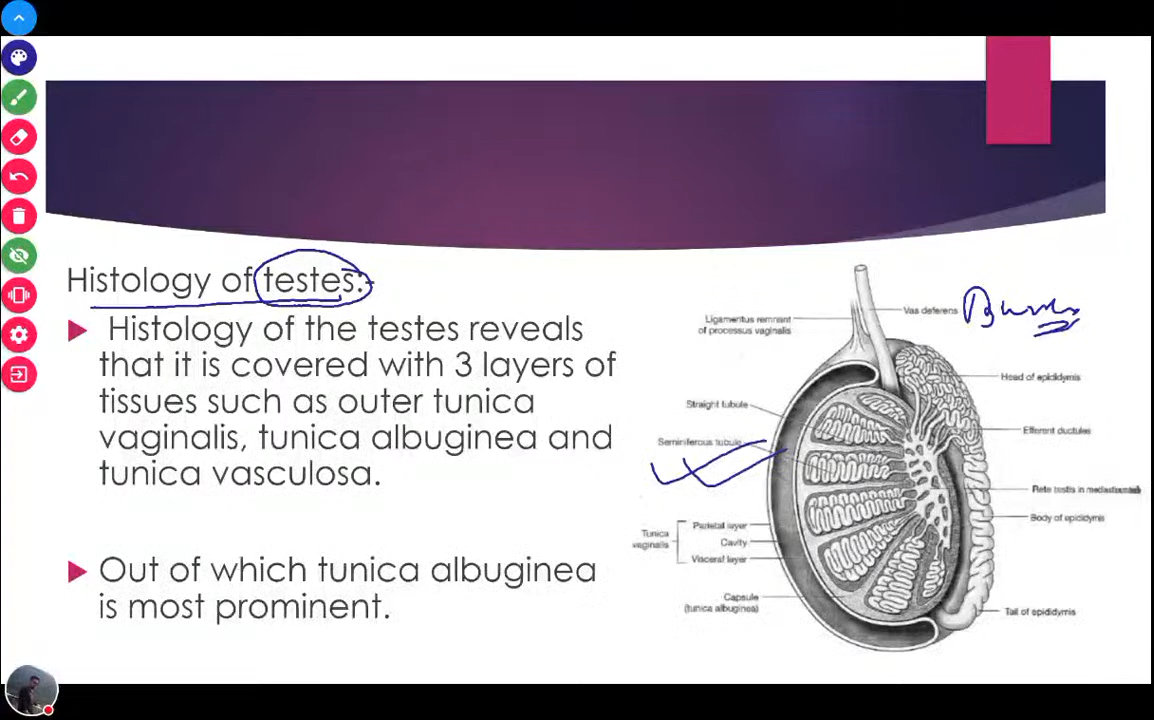 Histology of testes:-
Histology of the testes reveals
that it is covered with 3 layers of
tissues such as outer tunica
vaginalis, tunica albuginea and
tunica vasculosa.
Out of which tunica albuginea
is most prominent.
Ligamentus remnant
of processus vaginalis
Vas deferens
Head of epididymis
Straight tubule
Efferent ductules
Seminiferous tubule
Rete testis in mediastinum
Body of epididymis
Tunica
vaginalis
Parietal layer
Cavity
Visceral layer
Capsule
(tunica albuginea)
Tail of epididymis